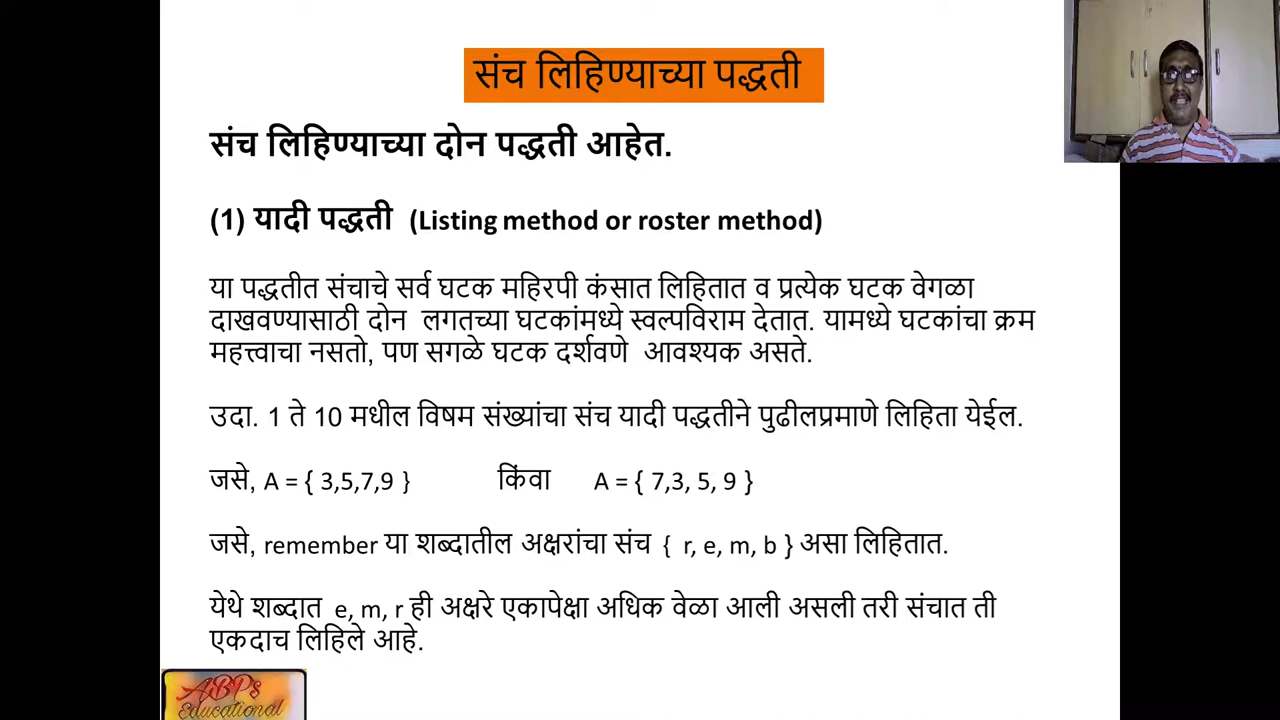 संच लिहिण्याच्या पद्धती
संच लिहिण्याच्या दोन पद्धती आहेत.
(1) यादी पद्धती (Listing method or roster method)
या पद्धतीत संचाचे सर्व घटक महिरपी कंसात लिहितात व प्रत्येक घटक वेगळा
दाखवण्यासाठी दोन लगतच्या घटकांमध्ये स्वल्पविराम देतात. यामध्ये घटकांचा क्रम
महत्त्वाचा नसतो, पण सगळे घटक दर्शवणे आवश्यक असते.
उदा. 1 ते 10 मधील विषम संख्यांचा संच यादी पद्धतीने पुढीलप्रमाणे लिहिता येईल.
जसे, A = { 3,5,7,9 } किंवा A = { 7,3, 5, 9 }
जसे, remember या शब्दातील अक्षरांचा संच { r, e, m, b } असा लिहितात.
येथे शब्दात e, m, r ही अक्षरे एकापेक्षा अधिक वेळा आली असली तरी संचात ती
एकदाच लिहिले आहे.
ABPs
Educational